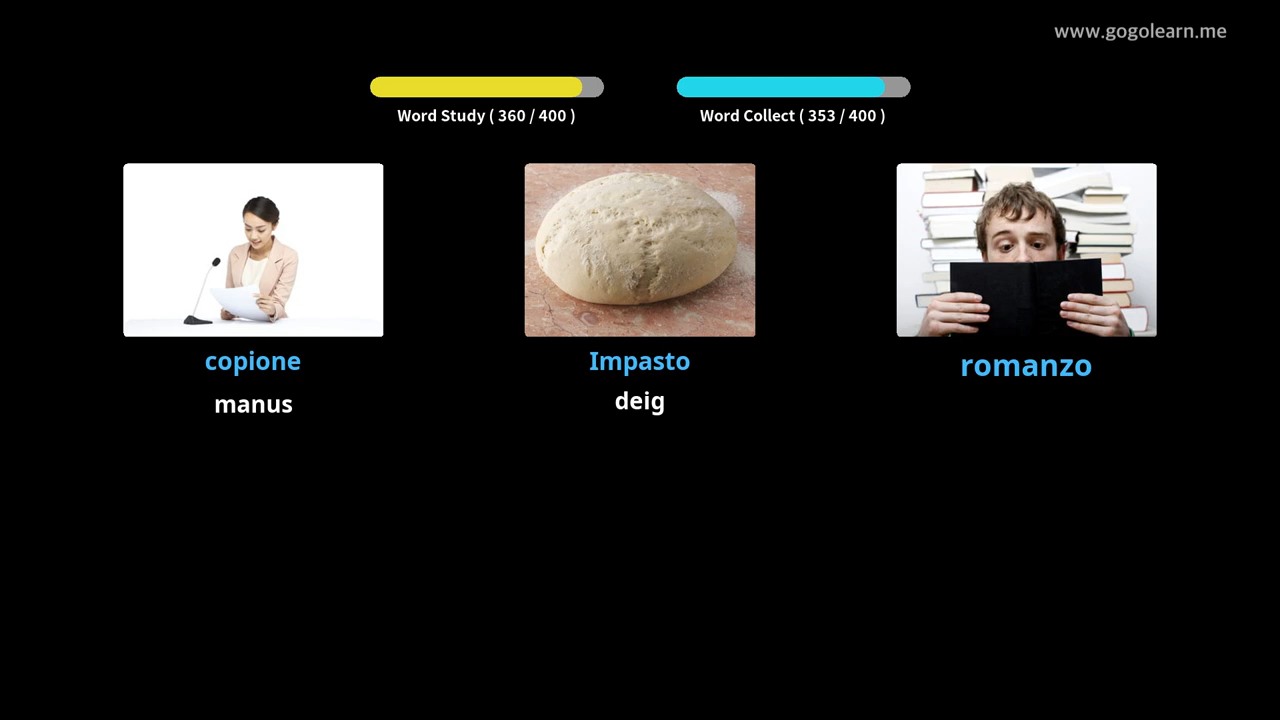 www.gogolearn.me
Word Study ( 360 / 400 )
Word Collect ( 353 / 400 )
copione
manus
Impasto
deig
romanzo